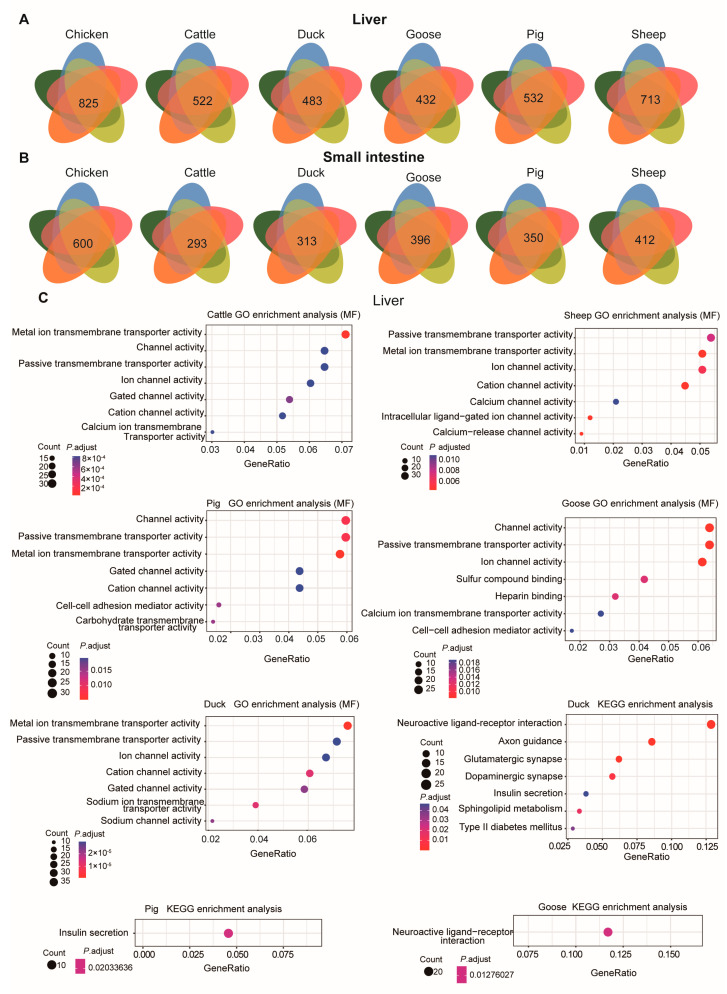 A
Liver
Chicken
Cattle
Duck
Goose
Pig
Sheep
825
522
483
432
532
713
B
Small intestine
Chicken
Cattle
Duck
Goose
Pig
Sheep
600
293
313
396
350
412
C
Liver
Cattle GO enrichment analysis (MF)
Metal ion transmembrane transporter activity
Channel activity
Passive transmembrane transporter activity
Ion channel activity
Gated channel activity
Cation channel activity
Calcium ion transmembrane
Transporter activity
0.03 0.04 0.05 0.06 0.07
GeneRatio
Count
15
20
25
30
P.adjust
8×10⁻⁴
6×10⁻⁴
4×10⁻⁴
2×10⁻⁴
Sheep GO enrichment analysis (MF)
Passive transmembrane transporter activity
Metal ion transmembrane transporter activity
Ion channel activity
Cation channel activity
Calcium channel activity
Intracellular ligand-gated ion channel activity
Calcium-release channel activity
0.01 0.02 0.03 0.04 0.05
GeneRatio
Count
10
20
30
P.adjusted
0.010
0.008
0.006
Pig GO enrichment analysis (MF)
Channel activity
Passive transmembrane transporter activity
Metal ion transmembrane transporter activity
Gated channel activity
Cation channel activity
Cell-cell adhesion mediator activity
Carbohydrate transmembrane
transporter activity
0.02 0.03 0.04 0.05 0.06
GeneRatio
Count
10
15
20
25
30
P.adjust
0.015
0.010
Goose GO enrichment analysis (MF)
Channel activity
Passive transmembrane transporter activity
Ion channel activity
Sulfur compound binding
Heparin binding
Calcium ion transmembrane transporter activity
Cell-cell adhesion mediator activity
0.02 0.03 0.04 0.05 0.06
GeneRatio
Count
10
15
20
25
P.adjust
0.018
0.016
0.014
0.012
0.010
Duck GO enrichment analysis (MF)
Metal ion transmembrane transporter activity
Passive transmembrane transporter activity
Ion channel activity
Cation channel activity
Gated channel activity
Sodium ion transmembrane
transporter activity
Sodium channel activity
0.02 0.04 0.06
GeneRatio
Count
10
15
20
25
30
35
P.adjust
Duck KEGG enrichment analysis
Neuroactive ligand-receptor interaction
Axon guidance
Glutamatergic synapse
Dopaminergic synapse
Insulin secretion
Sphingolipid metabolism
Type II diabetes mellitus
0.025 0.050 0.075 0.100 0.125
GeneRatio
Count
10
15
20
25
P.adjust
0.04
0.03
0.02
0.01
Pig KEGG enrichment analysis
Insulin secretion
0.000 0.025 0.050 0.075
GeneRatio
Count
10
P.adjust
0.02033636
Goose KEGG enrichment analysis
Neuroactive ligand-receptor
interaction
0.075 0.100 0.125 0.150
GeneRatio
Count
20
P.adjust
0.01276027